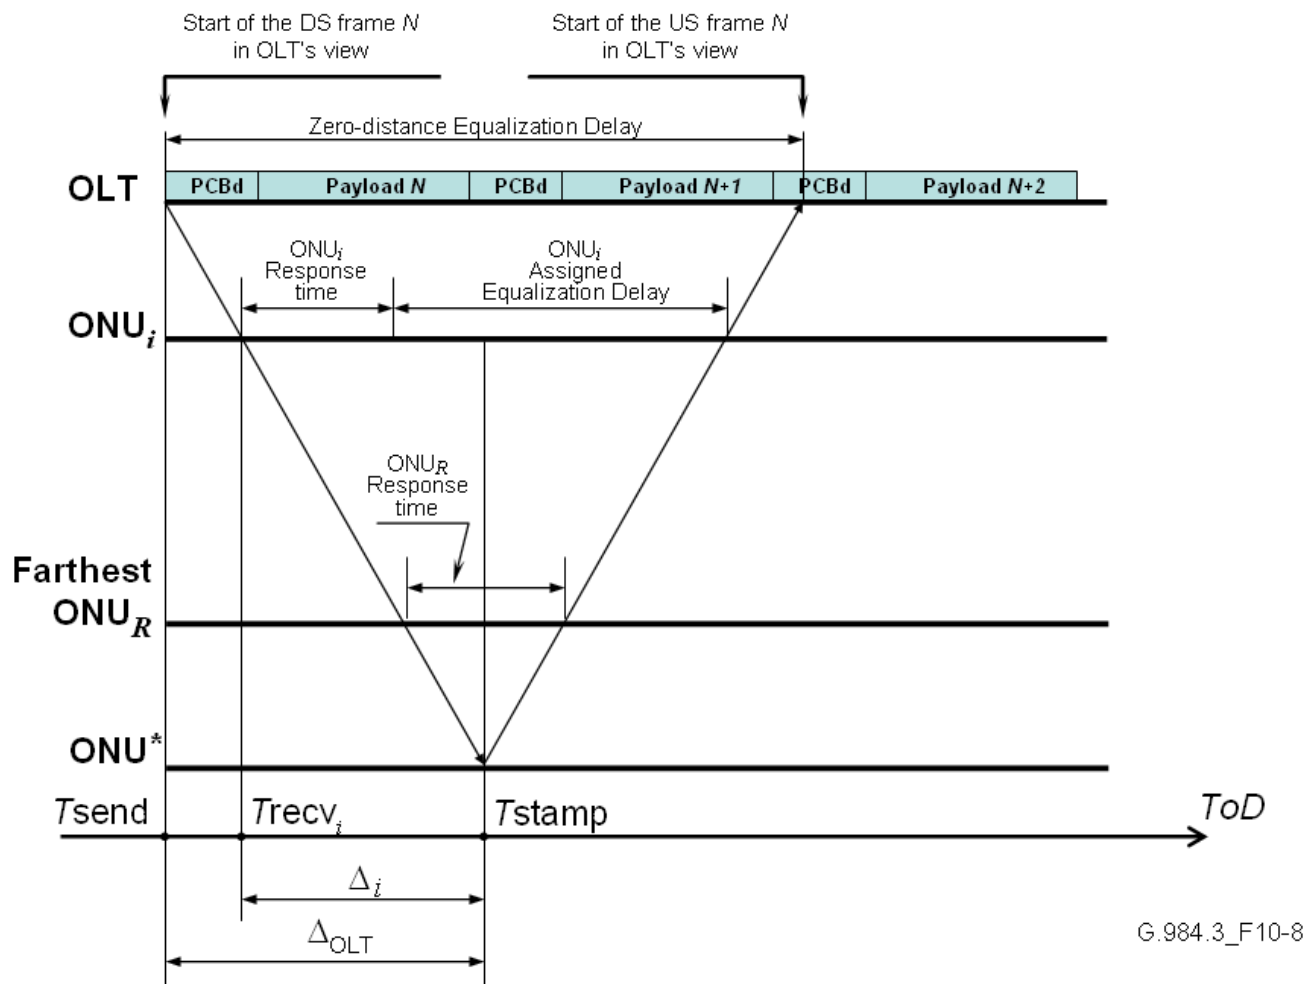 Start of the DS frame N
in OLT's view
Start of the US frame N
in OLT's view
Zero-distance Equalization Delay
OLT
PCBd
Payload N
PCBd
Payload N+1
PCBd
Payload N+2
ONUi
Response
time
ONUi
Assigned
Equalization Delay
ONUi
ONUR
Response
time
Farthest
ONUR
ONU*
Tsend
Trecvi
Tstamp
ToD
Δi
ΔOLT
G.984.3_F10-8